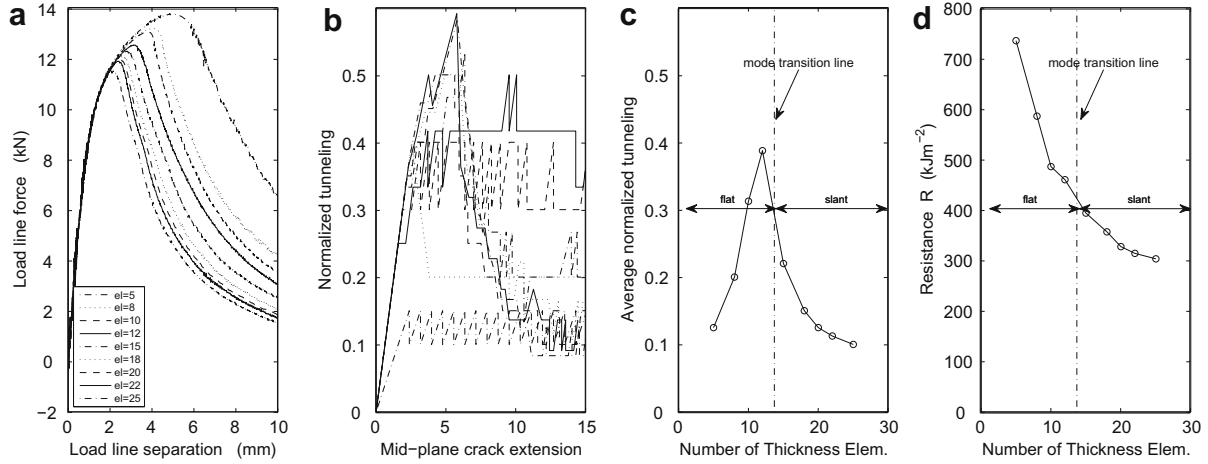 a
14
12
10
8
6
4
2
0
−2
Load line force (kN)
0 2 4 6 8 10
Load line separation (mm)
el=5
el=8
el=10
el=12
el=15
el=18
el=20
el=22
el=25
b
0.5
0.4
0.3
0.2
0.1
0
Normalized tunneling
0 5 10 15
Mid−plane crack extension
c
0.5
0.4
0.3
0.2
0.1
0
Average normalized tunneling
mode transition line
flat slant
0 10 20 30
Number of Thickness Elem.
d
800
700
600
500
400
300
200
100
0
Resistance R (kJm−2)
mode transition line
flat slant
0 10 20 30
Number of Thickness Elem.